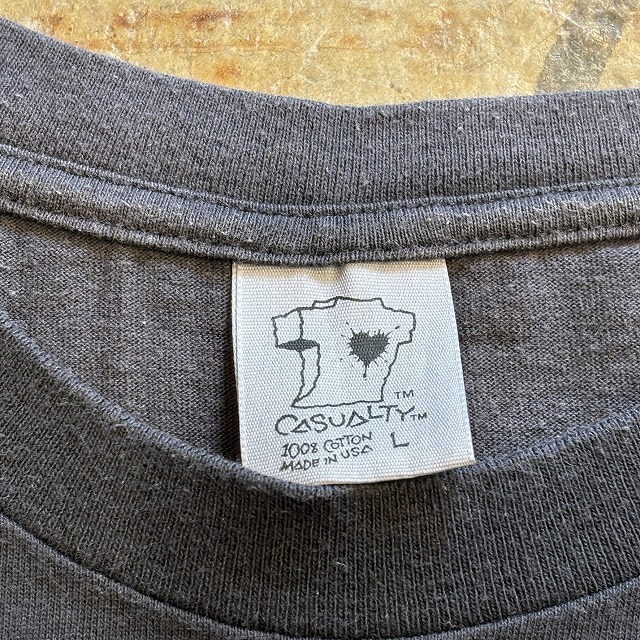 TM
CASUALTY TM
100% COTTON
MADE IN USA L